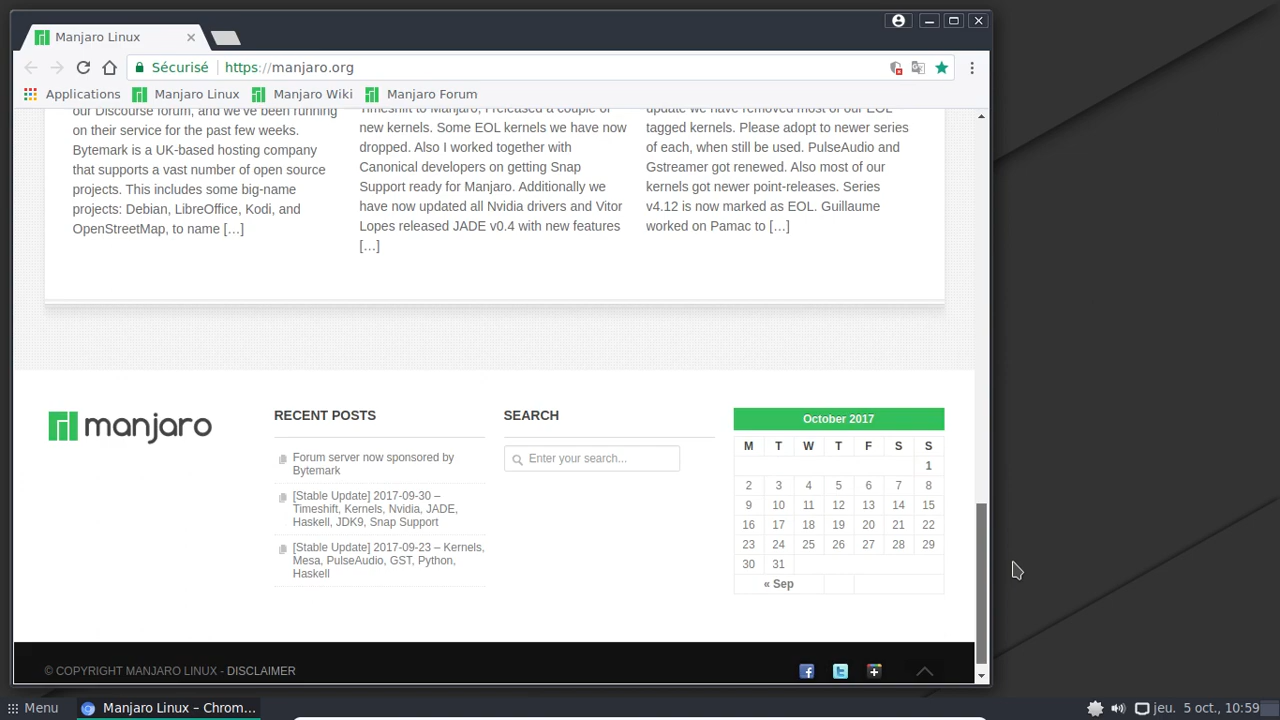 Manjaro Linux
Sécurisé https://manjaro.org
Applications Manjaro Linux Manjaro Wiki Manjaro Forum
our Discourse forum, and we've been running
on their service for the past few weeks.
Bytemark is a UK-based hosting company
that supports a vast number of open source
projects. This includes some big-name
projects: Debian, LibreOffice, Kodi, and
OpenStreetMap, to name […]
Timeshift to Manjaro, I released a couple of
new kernels. Some EOL kernels we have now
dropped. Also I worked together with
Canonical developers on getting Snap
Support ready for Manjaro. Additionally we
have now updated all Nvidia drivers and Vitor
Lopes released JADE v0.4 with new features
[…]
update we have removed most of our EOL
tagged kernels. Please adopt to newer series
of each, when still be used. PulseAudio and
Gstreamer got renewed. Also most of our
kernels got newer point-releases. Series
v4.12 is now marked as EOL. Guillaume
worked on Pamac to […]
manjaro
RECENT POSTS
Forum server now sponsored by
Bytemark
[Stable Update] 2017-09-30 –
Timeshift, Kernels, Nvidia, JADE,
Haskell, JDK9, Snap Support
[Stable Update] 2017-09-23 – Kernels,
Mesa, PulseAudio, GST, Python,
Haskell
SEARCH
Enter your search...
October 2017
M T W T F S S
1
2 3 4 5 6 7 8
9 10 11 12 13 14 15
16 17 18 19 20 21 22
23 24 25 26 27 28 29
30 31
« Sep
© COPYRIGHT MANJARO LINUX - DISCLAIMER
Menu Manjaro Linux – Chrom... jeu. 5 oct., 10:59